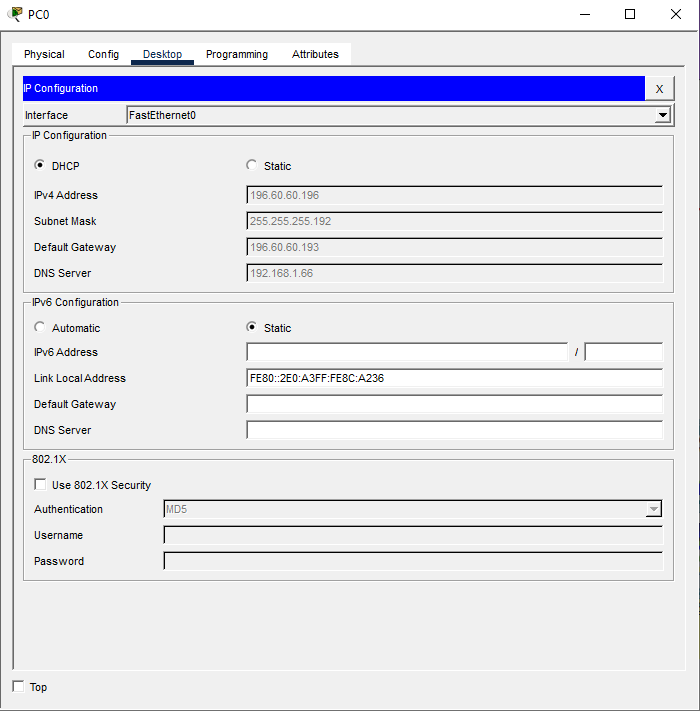 PC0
Physical Config Desktop Programming Attributes
IP Configuration X
Interface FastEthernet0
IP Configuration
DHCP Static
IPv4 Address 196.60.60.196
Subnet Mask 255.255.255.192
Default Gateway 196.60.60.193
DNS Server 192.168.1.66
IPv6 Configuration
Automatic Static
IPv6 Address /
Link Local Address FE80::2E0:A3FF:FE8C:A236
Default Gateway
DNS Server
802.1X
Use 802.1X Security
Authentication MD5
Username
Password
Top